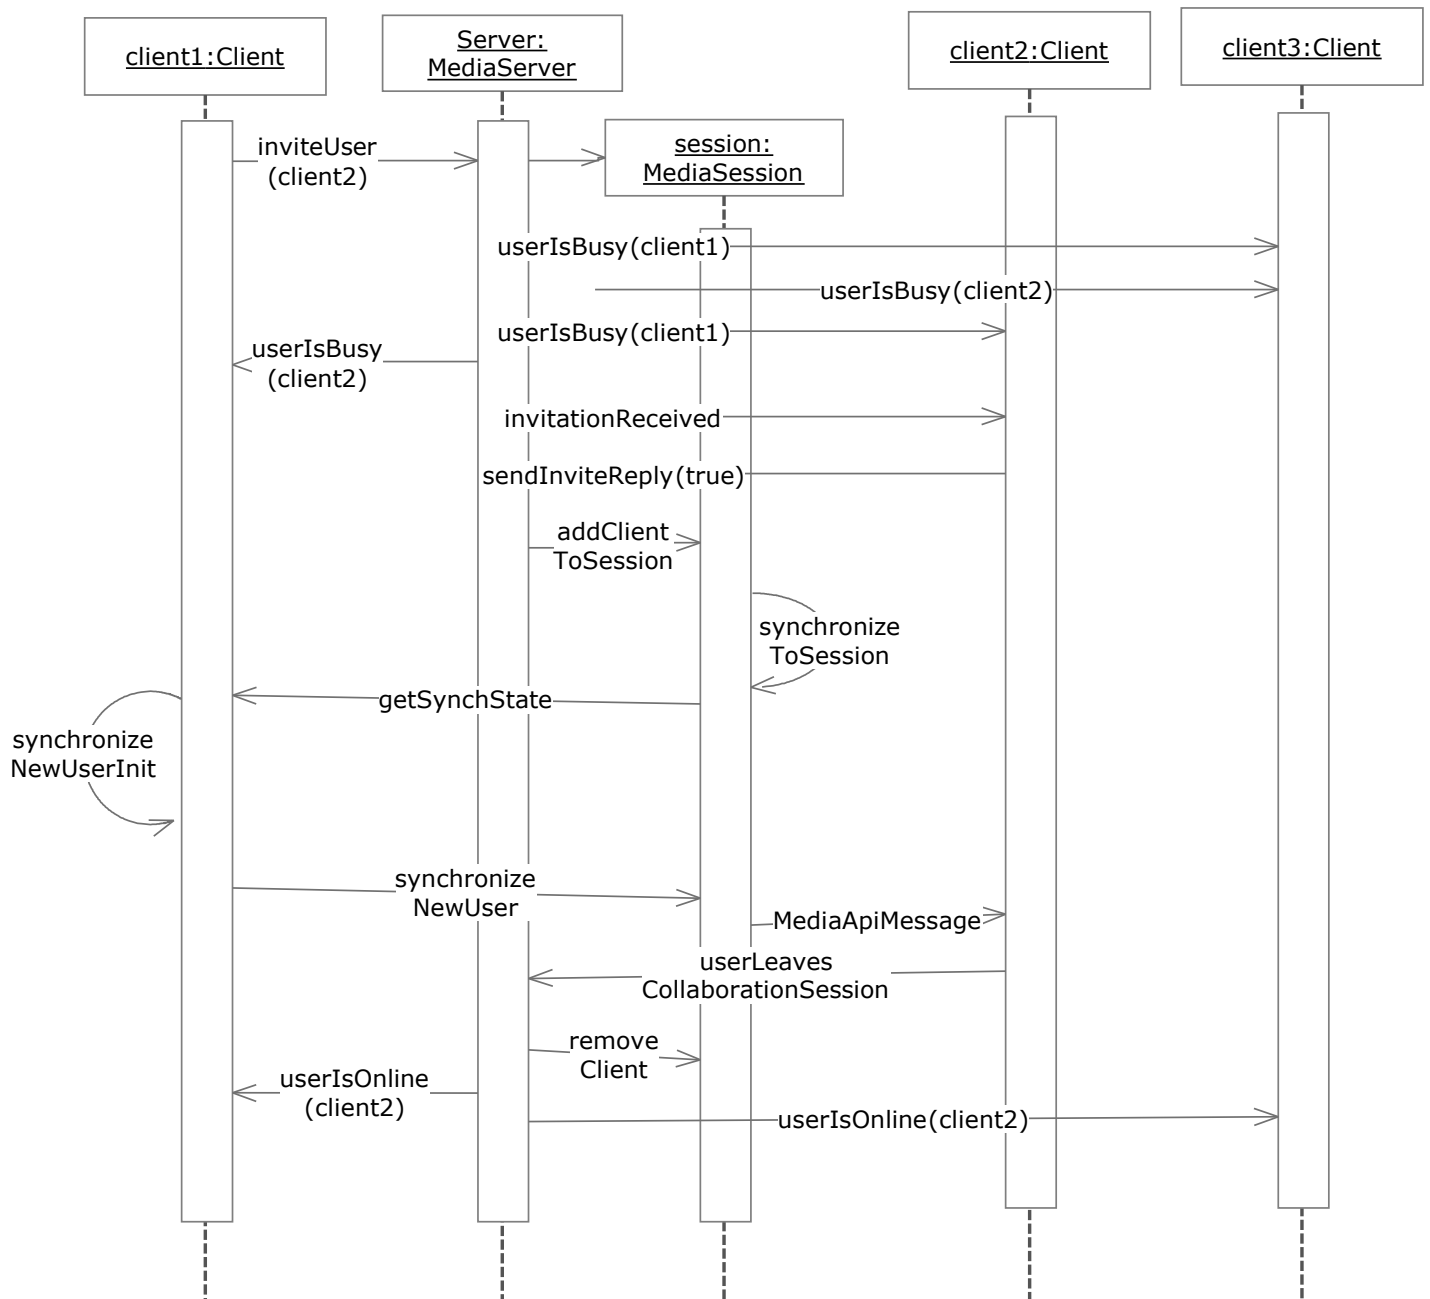 client1:Client
Server:
MediaServer
client2:Client
client3:Client
session:
MediaSession
inviteUser
(client2)
userIsBusy(client1)
userIsBusy(client2)
userIsBusy(client1)
userIsBusy
(client2)
invitationReceived
sendInviteReply(true)
addClient
ToSession
synchronize
ToSession
getSynchState
synchronize
NewUserInit
synchronize
NewUser
MediaApiMessage
userLeaves
CollaborationSession
remove
Client
userIsOnline
(client2)
userIsOnline(client2)